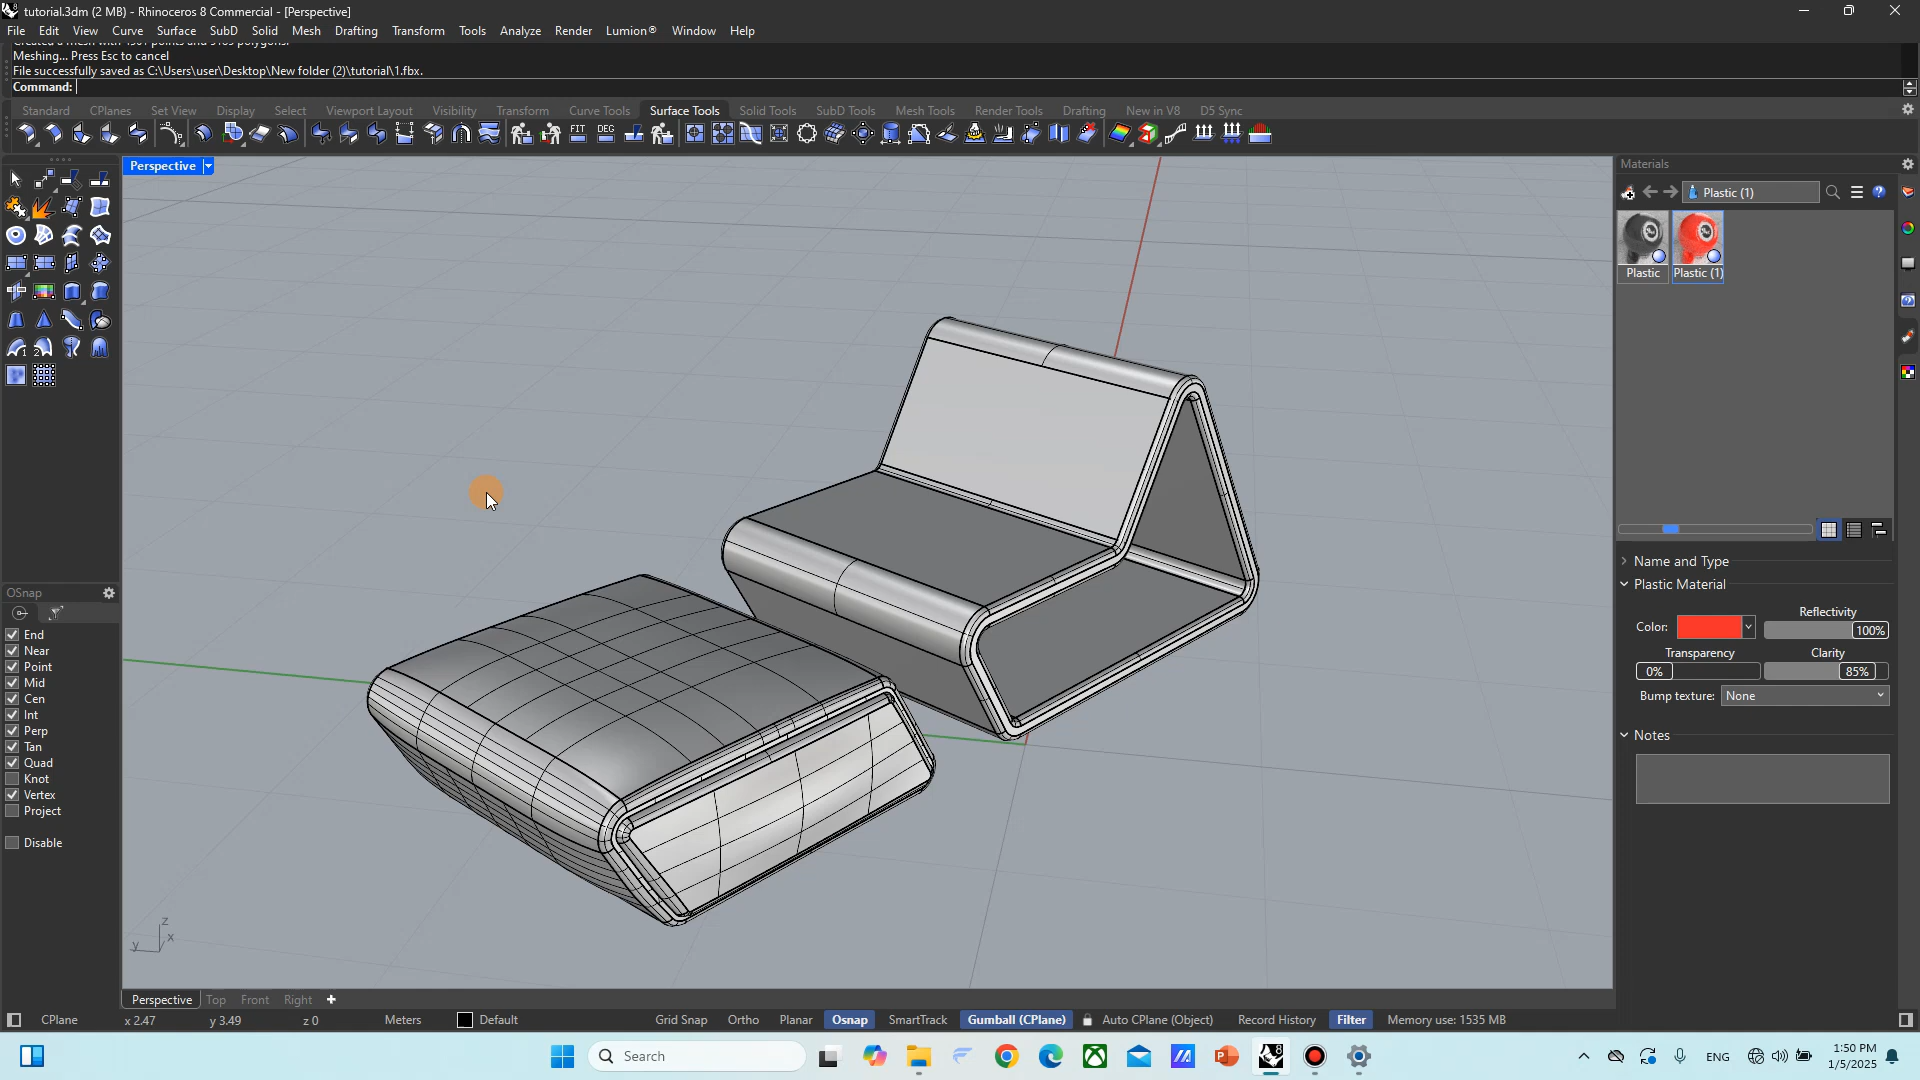 tutorial.3dm (2 MB) - Rhinoceros 8 Commercial - [Perspective]
File Edit View Curve Surface SubD Solid Mesh Drafting Transform Tools Analyze Render Lumion® Window Help
Meshing... Press Esc to cancel
File successfully saved as C:\Users\user\Desktop\New folder (2)\tutorial\1.fbx.
Command:
Standard CPlanes Set View Display Select Viewport Layout Visibility Transform Curve Tools Surface Tools Solid Tools SubD Tools Mesh Tools Render Tools Drafting New in V8 D5 Sync
FIT DEG
Perspective
Materials
Plastic (1)
Plastic Plastic (1)
Name and Type
Plastic Material
Reflectivity
Color: 100%
Transparency Clarity
0% 85%
Bump texture: None
Notes
OSnap
End
Near
Point
Mid
Cen
Int
Perp
Tan
Quad
Knot
Vertex
Project
Disable
z
y x
Perspective Top Front Right
CPlane x 2.47 y 3.49 z 0 Meters Default Grid Snap Ortho Planar Osnap SmartTrack Gumball (CPlane) Auto CPlane (Object) Record History Filter Memory use: 1535 MB
Search
ENG
1:50 PM
1/5/2025